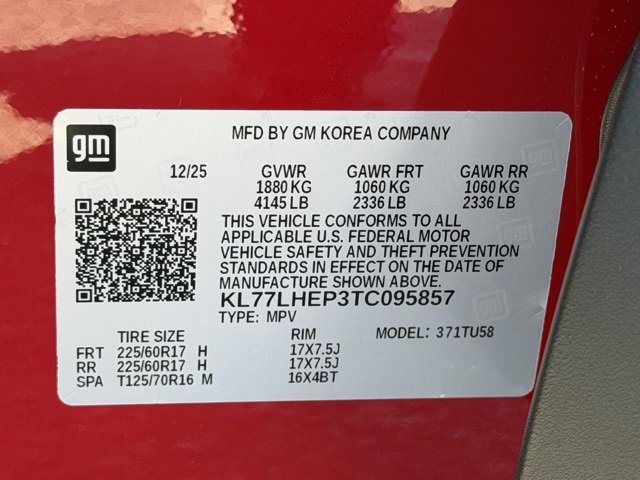 gm
MFD BY GM KOREA COMPANY
12/25 GVWR GAWR FRT GAWR RR
1880 KG 1060 KG 1060 KG
4145 LB 2336 LB 2336 LB
THIS VEHICLE CONFORMS TO ALL
APPLICABLE U.S. FEDERAL MOTOR
VEHICLE SAFETY AND THEFT PREVENTION
STANDARDS IN EFFECT ON THE DATE OF
MANUFACTURE SHOWN ABOVE.
KL77LHEP3TC095857
TYPE: MPV
TIRE SIZE RIM MODEL: 371TU58
FRT 225/60R17 H 17X7.5J
RR 225/60R17 H 17X7.5J
SPA T125/70R16 M 16X4BT